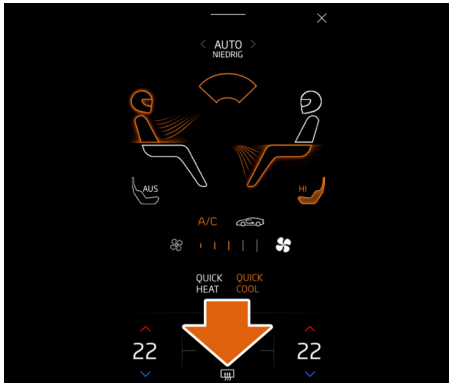 AUTO
NIEDRIG
AUS
HI
A/C
QUICK QUICK
HEAT COOL
22 22